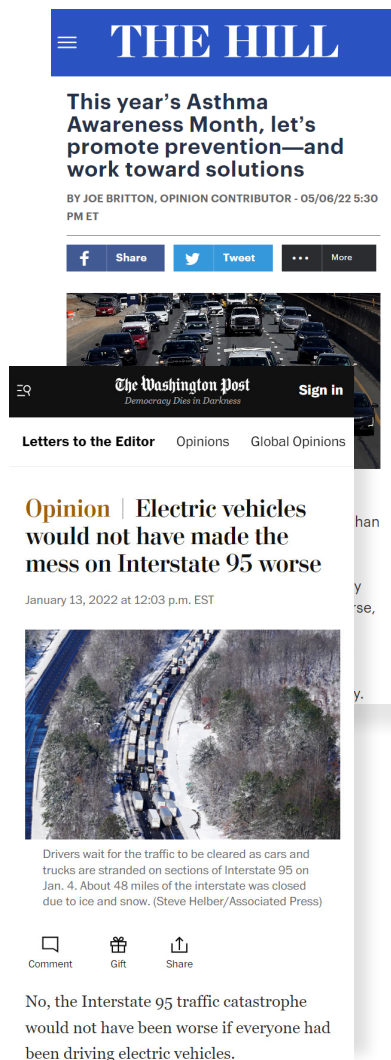 THE HILL
This year's Asthma
Awareness Month, let's
promote prevention—and
work toward solutions
BY JOE BRITTON, OPINION CONTRIBUTOR - 05/06/22 5:30
PM ET
Share
Tweet
More
The Washington Post
Democracy Dies in Darkness
Sign in
Letters to the Editor Opinions Global Opinions
Opinion | Electric vehicles
would not have made the
mess on Interstate 95 worse
January 13, 2022 at 12:03 p.m. EST
Drivers wait for the traffic to be cleared as cars and
trucks are stranded on sections of Interstate 95 on
Jan. 4. About 48 miles of the interstate was closed
due to ice and snow. (Steve Helber/Associated Press)
Comment Gift Share
No, the Interstate 95 traffic catastrophe
would not have been worse if everyone had
been driving electric vehicles.